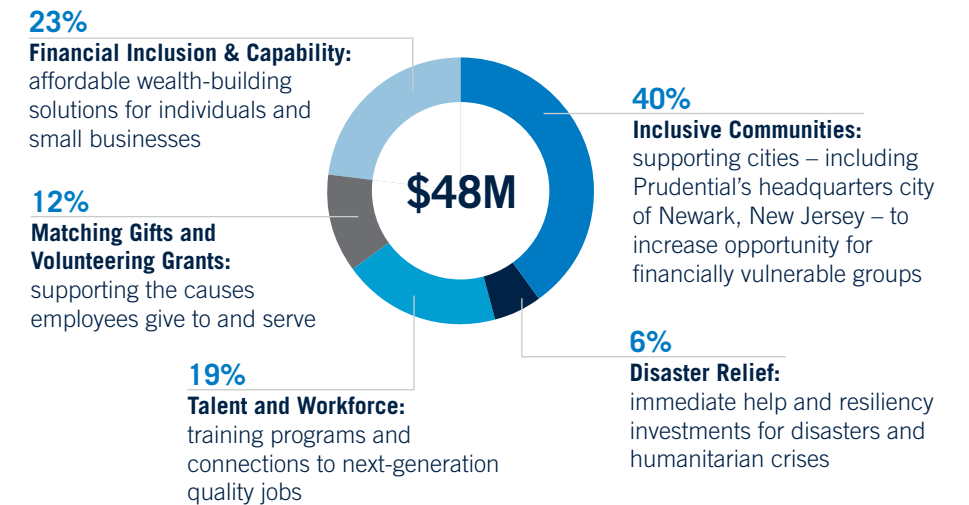 23%
Financial Inclusion & Capability:
affordable wealth-building
solutions for individuals and
small businesses
12%
Matching Gifts and
Volunteering Grants:
supporting the causes
employees give to and serve
19%
Talent and Workforce:
training programs and
connections to next-generation
quality jobs
$48M
40%
Inclusive Communities:
supporting cities – including
Prudential’s headquarters city
of Newark, New Jersey – to
increase opportunity for
financially vulnerable groups
6%
Disaster Relief:
immediate help and resiliency
investments for disasters and
humanitarian crises